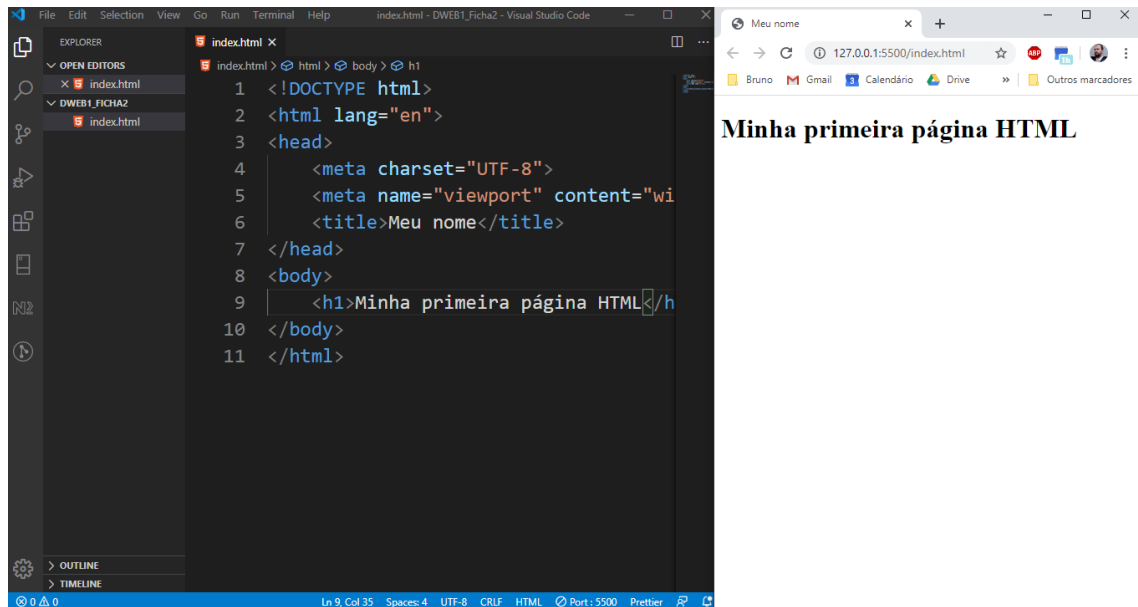 File Edit Selection View Go Run Terminal Help index.html - DWEB1_Ficha2 - Visual Studio Code
EXPLORER
OPEN EDITORS
index.html
DWEB1_FICHA2
index.html
OUTLINE
TIMELINE
index.html
index.html > html > body > h1
1 <!DOCTYPE html>
2 <html lang="en">
3 <head>
4 <meta charset="UTF-8">
5 <meta name="viewport" content="wi
6 <title>Meu nome</title>
7 </head>
8 <body>
9 <h1>Minha primeira página HTML</h
10 </body>
11 </html>
0 0 Ln 9, Col 35 Spaces: 4 UTF-8 CRLF HTML Port : 5500 Prettier
Meu nome
127.0.0.1:5500/index.html ABP
Bruno Gmail 3 Calendário Drive » Outros marcadores
Minha primeira página HTML